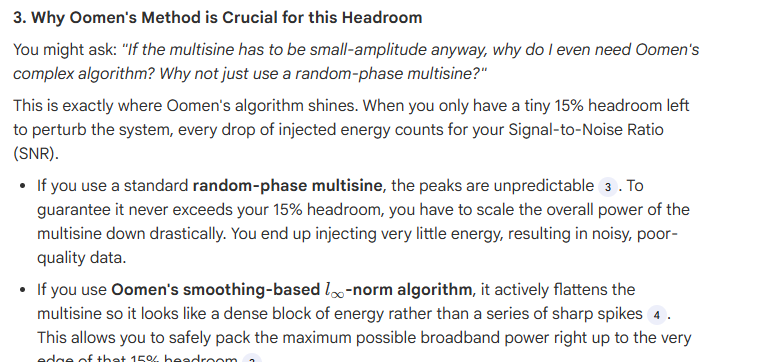 3. Why Oomen's Method is Crucial for this Headroom
You might ask: "If the multisine has to be small-amplitude anyway, why do I even need Oomen's
complex algorithm? Why not just use a random-phase multisine?"
This is exactly where Oomen's algorithm shines. When you only have a tiny 15% headroom left
to perturb the system, every drop of injected energy counts for your Signal-to-Noise Ratio
(SNR).
• If you use a standard random-phase multisine, the peaks are unpredictable 3 . To
guarantee it never exceeds your 15% headroom, you have to scale the overall power of the
multisine down drastically. You end up injecting very little energy, resulting in noisy, poor-
quality data.
• If you use Oomen's smoothing-based l∞-norm algorithm, it actively flattens the
multisine so it looks like a dense block of energy rather than a series of sharp spikes 4 .
This allows you to safely pack the maximum possible broadband power right up to the very
edge of that 15% headroom